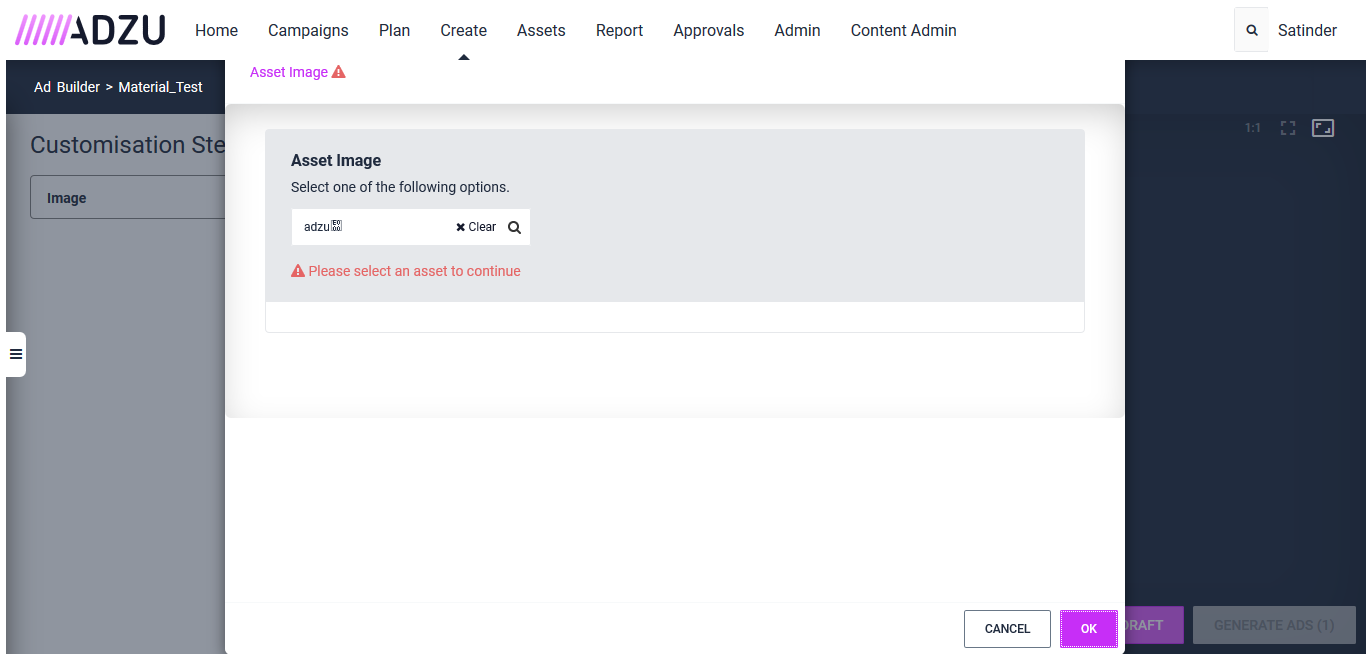 ADZU
Home Campaigns Plan Create Assets Report Approvals Admin Content Admin Satinder
Asset Image
Ad Builder > Material_Test
1:1
Customisation Ste
Asset Image
Select one of the following options.
Image
adzu Clear
Please select an asset to continue
CANCEL OK DRAFT GENERATE ADS (1)